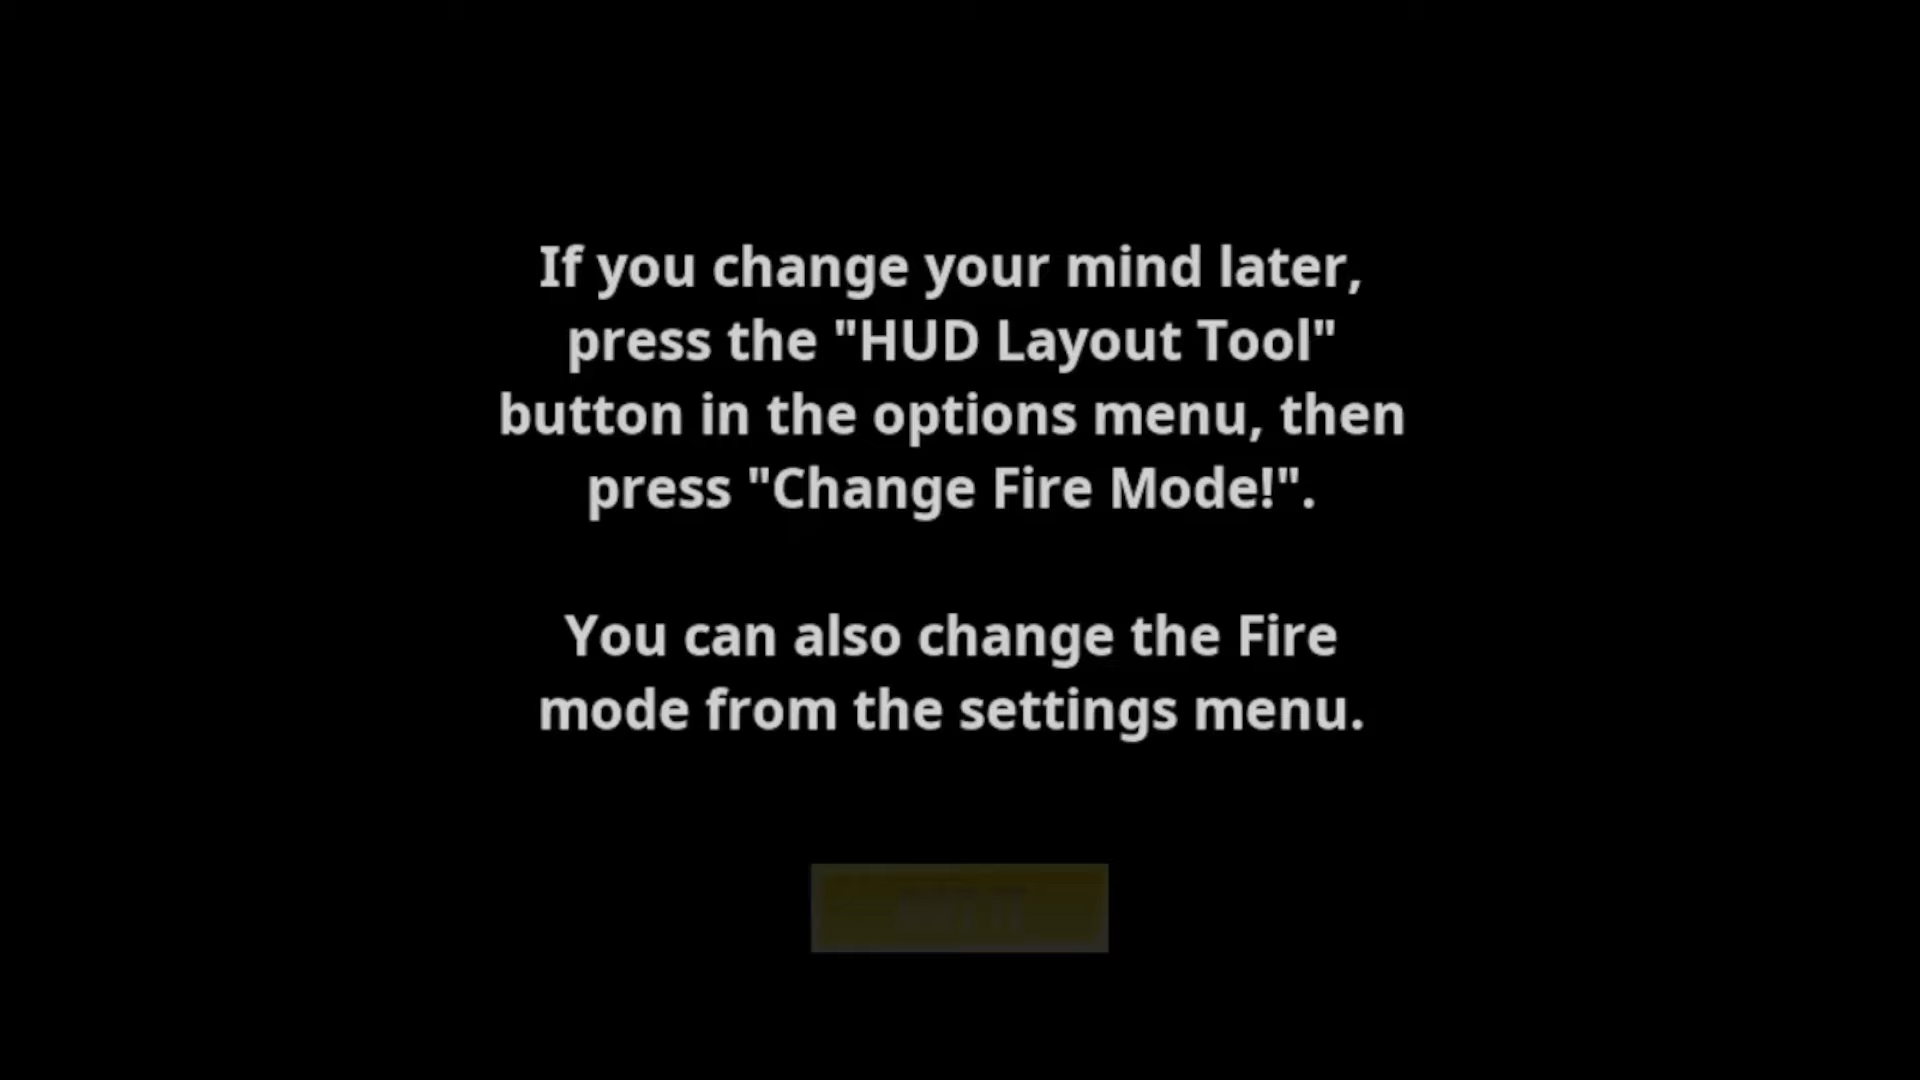 If you change your mind later,
press the "HUD Layout Tool"
button in the options menu, then
press "Change Fire Mode!".
You can also change the Fire
mode from the settings menu.